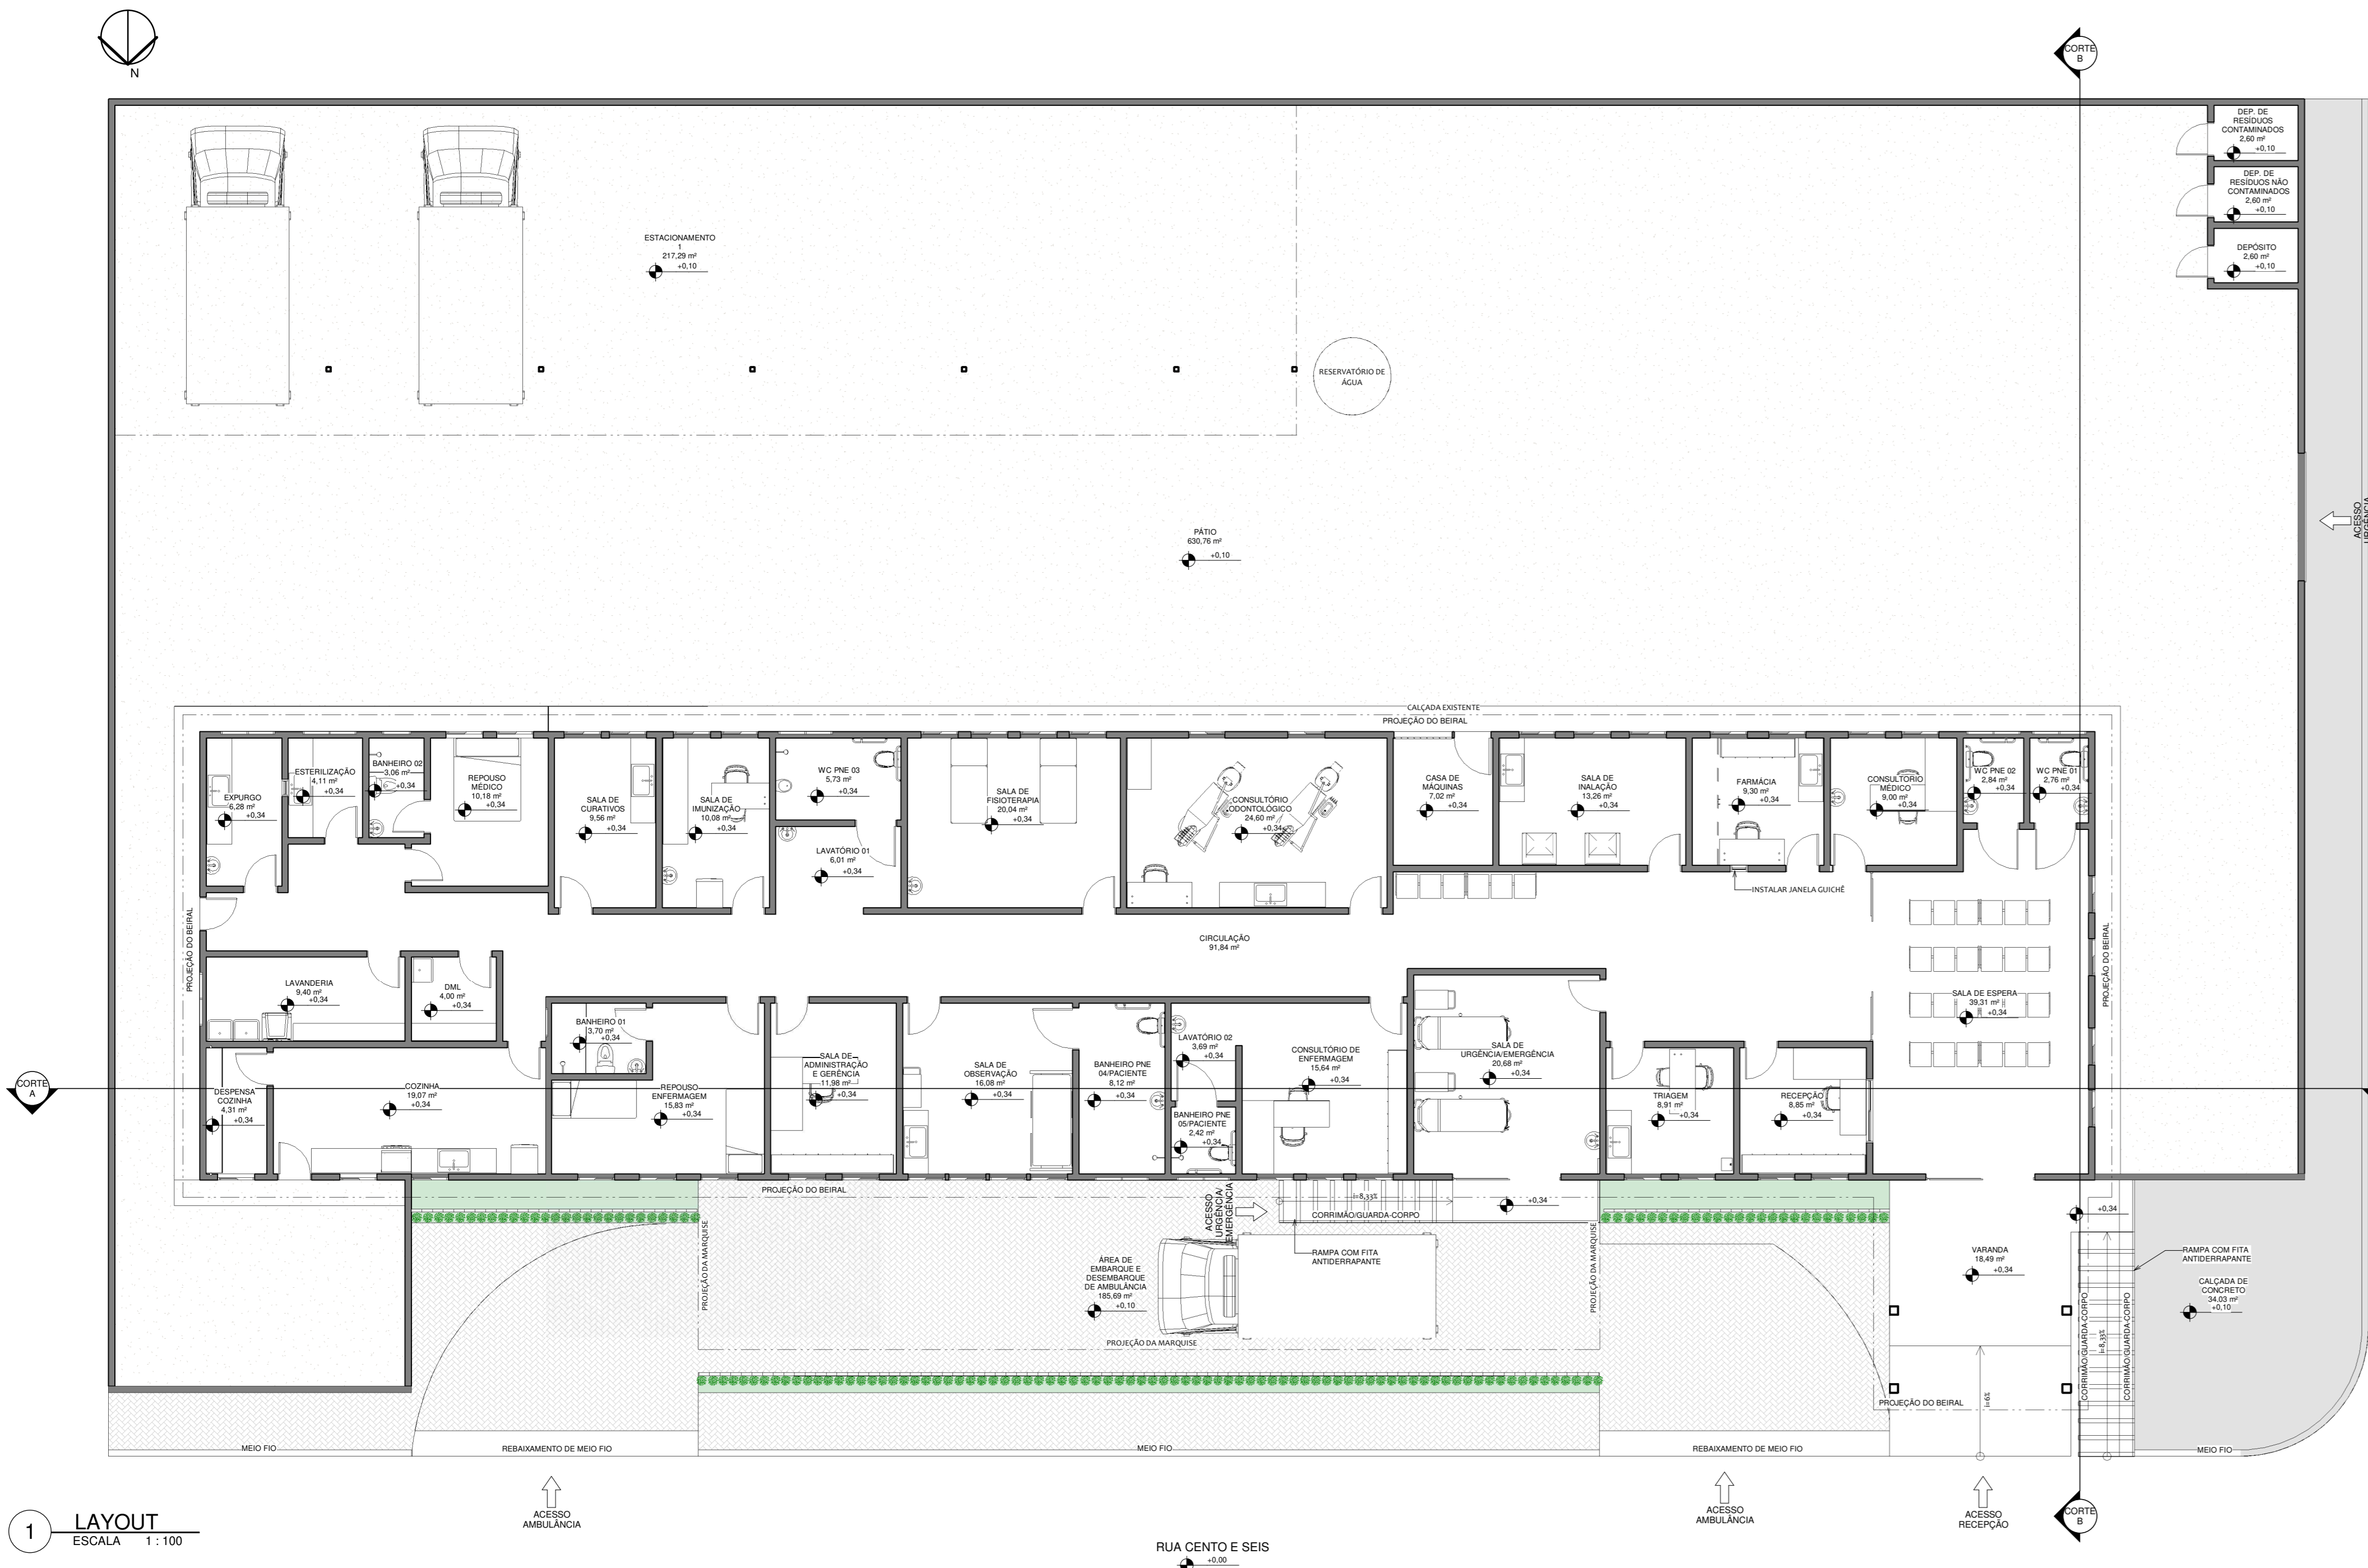 N
CORTE
B
DEP. DE
RESÍDUOS
CONTAMINADOS
2,60 m²
+0,10
DEP. DE
RESÍDUOS NÃO
CONTAMINADOS
2,60 m²
+0,10
DEPÓSITO
2,60 m²
+0,10
ESTACIONAMENTO
1
217,29 m²
+0,10
RESERVATÓRIO DE
ÁGUA
ACESSO
URGÊNCIA
PÁTIO
630,76 m²
+0,10
CALÇADA EXISTENTE
PROJEÇÃO DO BEIRAL
EXPURGO
6,28 m²
+0,34
ESTERILIZAÇÃO
4,11 m²
+0,34
BANHEIRO 02
3,06 m²
+0,34
REPOUSO
MÉDICO
10,18 m²
+0,34
SALA DE
CURATIVOS
9,56 m²
+0,34
SALA DE
IMUNIZAÇÃO
10,08 m²
+0,34
WC PNE 03
5,73 m²
+0,34
LAVATÓRIO 01
6,01 m²
+0,34
SALA DE
FISIOTERAPIA
20,04 m²
+0,34
CONSULTÓRIO
ODONTOLÓGICO
24,60 m²
+0,34
CASA DE
MÁQUINAS
7,02 m²
+0,34
SALA DE
INALAÇÃO
13,26 m²
+0,34
FARMÁCIA
9,30 m²
+0,34
CONSULTÓRIO
MÉDICO
9,00 m²
+0,34
WC PNE 02
2,84 m²
+0,34
WC PNE 01
2,76 m²
+0,34
INSTALAR JANELA GUICHÊ
PROJEÇÃO DO BEIRAL
CIRCULAÇÃO
91,84 m²
PROJEÇÃO DO BEIRAL
LAVANDERIA
9,40 m²
+0,34
DML
4,00 m²
+0,34
SALA DE ESPERA
39,31 m²
+0,34
BANHEIRO 01
3,70 m²
+0,34
CORTE
A
DESPENSA
COZINHA
4,31 m²
+0,34
COZINHA
19,07 m²
+0,34
REPOUSO
ENFERMAGEM
15,83 m²
+0,34
SALA DE
ADMINISTRAÇÃO
E GERÊNCIA
11,98 m²
+0,34
SALA DE
OBSERVAÇÃO
16,08 m²
+0,34
BANHEIRO PNE
04/PACIENTE
8,12 m²
+0,34
LAVATÓRIO 02
3,69 m²
+0,34
BANHEIRO PNE
05/PACIENTE
2,42 m²
+0,34
CONSULTÓRIO DE
ENFERMAGEM
15,64 m²
+0,34
SALA DE
URGÊNCIA/EMERGÊNCIA
20,68 m²
+0,34
TRIAGEM
8,91 m²
+0,34
RECEPÇÃO
8,85 m²
+0,34
PROJEÇÃO DO BEIRAL
ACESSO
URGÊNCIA/
EMERGÊNCIA
i=8,33%
CORRIMÃO/GUARDA-CORPO
+0,34
+0,34
PROJEÇÃO DA MARQUISE
RAMPA COM FITA
ANTIDERRAPANTE
PROJEÇÃO DA MARQUISE
ÁREA DE
EMBARQUE E
DESEMBARQUE
DE AMBULÂNCIA
185,69 m²
+0,10
VARANDA
18,49 m²
+0,34
RAMPA COM FITA
ANTIDERRAPANTE
CALÇADA DE
CONCRETO
34,03 m²
+0,10
PROJEÇÃO DA MARQUISE
CORRIMÃO/GUARDA-CORPO
i=8,33%
CORRIMÃO/GUARDA-CORPO
i=6%
PROJEÇÃO DO BEIRAL
MEIO FIO
REBAIXAMENTO DE MEIO FIO
MEIO FIO
REBAIXAMENTO DE MEIO FIO
MEIO FIO
ACESSO
AMBULÂNCIA
ACESSO
AMBULÂNCIA
ACESSO
RECEPÇÃO
CORTE
B
1
LAYOUT
ESCALA 1 : 100
RUA CENTO E SEIS
+0,00